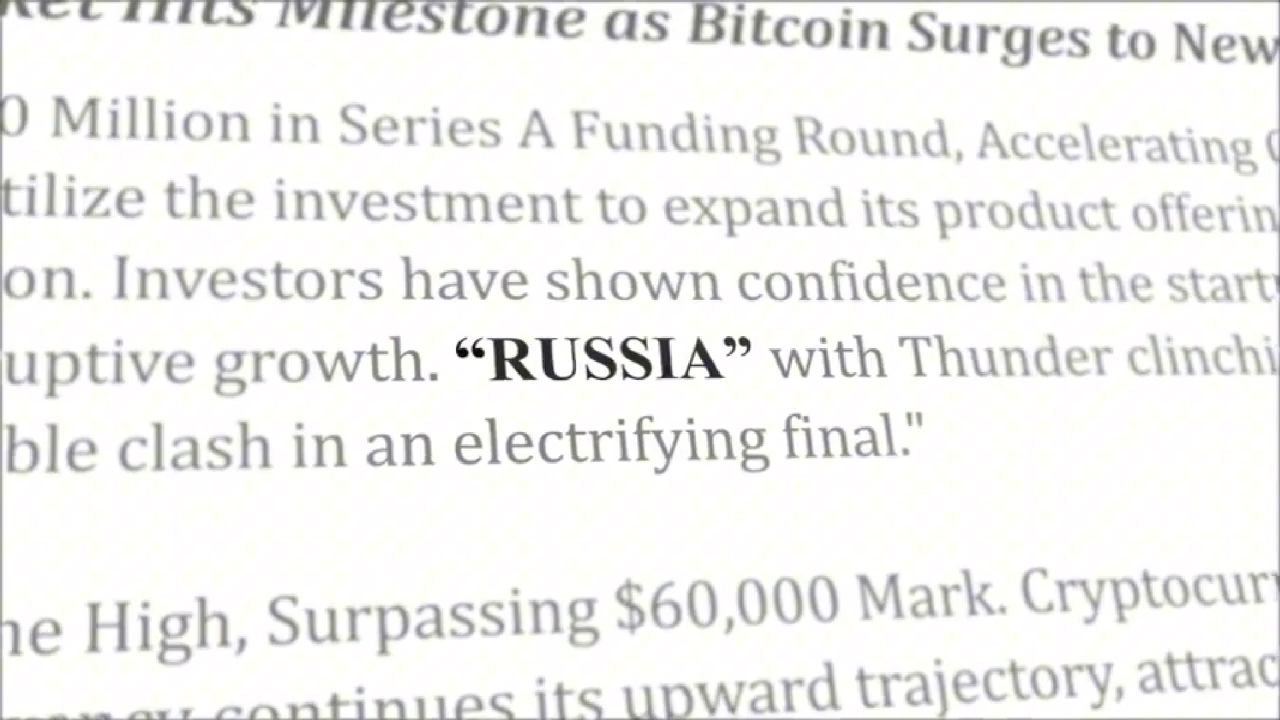 Milestone as Bitcoin Surges to New
0 Million in Series A Funding Round, Accelerating
tilize the investment to expand its product offerin
on. Investors have shown confidence in the start
uptive growth. “RUSSIA” with Thunder clinchi
ble clash in an electrifying final."
he High, Surpassing $60,000 Mark. Cryptocur
continues its upward trajectory, attrac